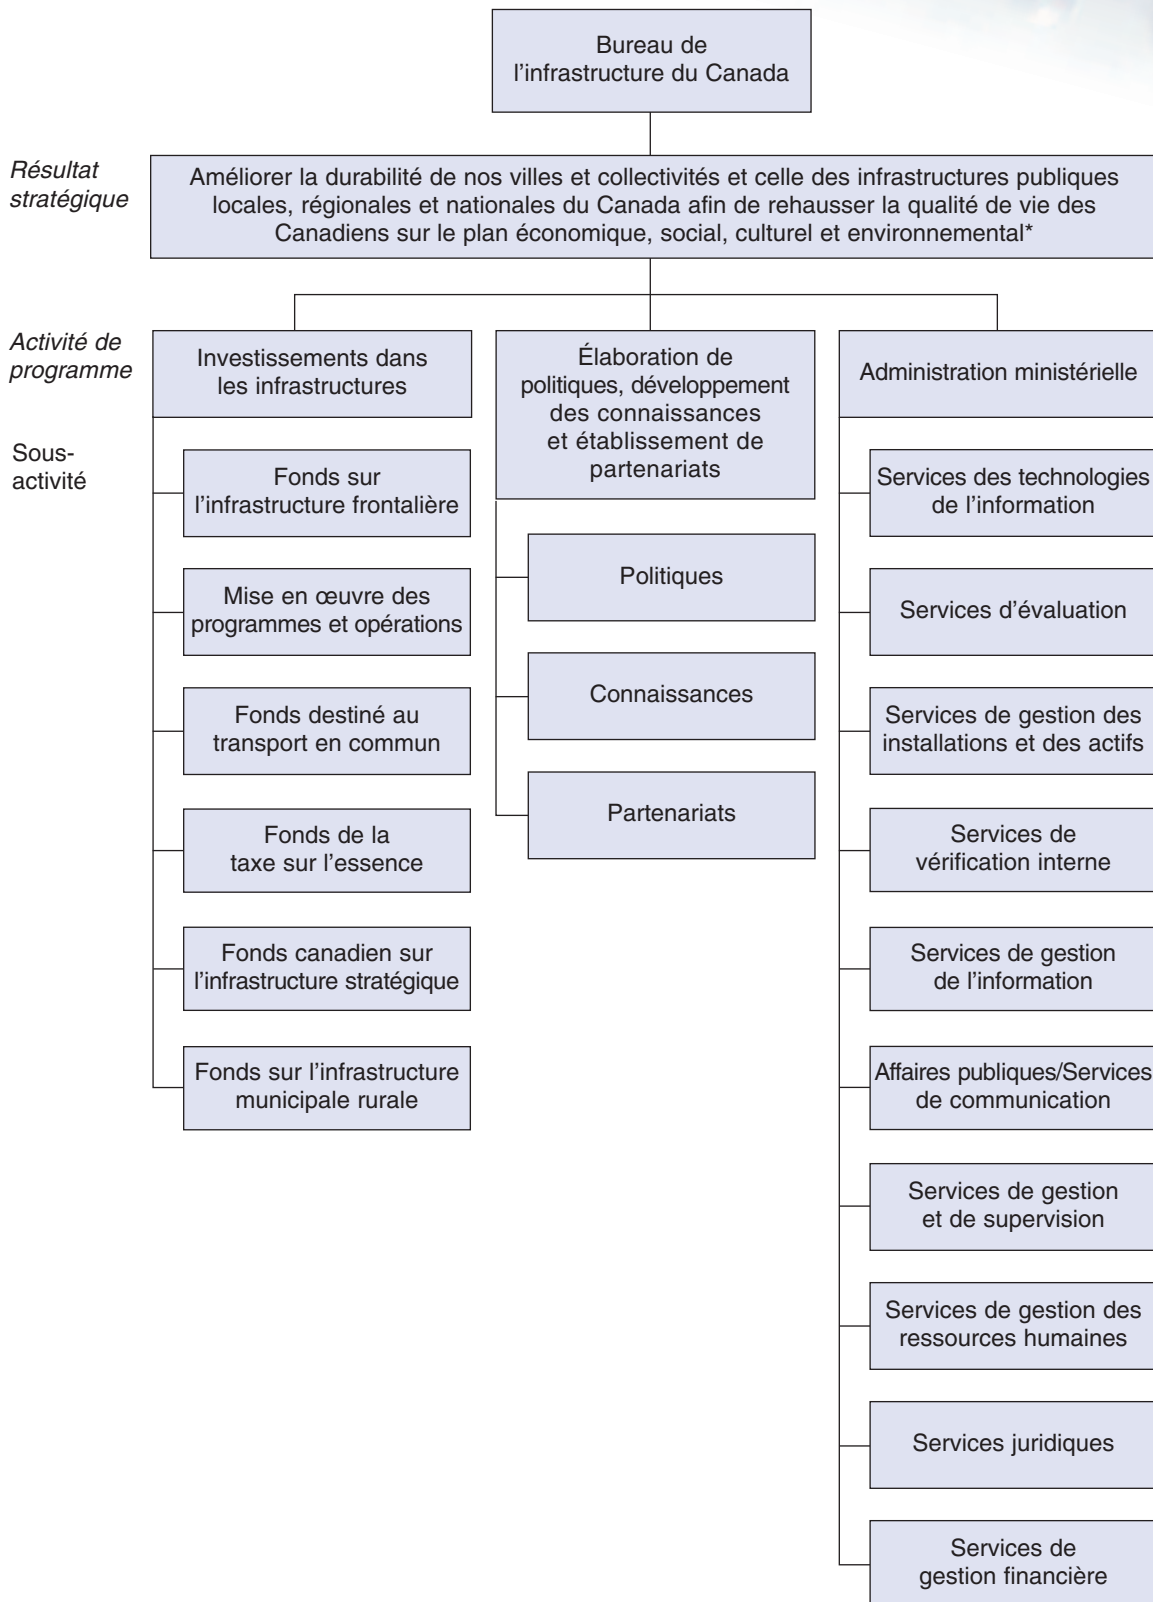 Bureau de
l'infrastructure du Canada
Résultat
stratégique
Améliorer la durabilité de nos villes et collectivités et celle des infrastructures publiques
locales, régionales et nationales du Canada afin de rehausser la qualité de vie des
Canadiens sur le plan économique, social, culturel et environnemental*
Activité de
programme
Investissements dans
les infrastructures
Élaboration de
politiques, développement
des connaissances
et établissement de
partenariats
Administration ministérielle
Sous-
activité
Fonds sur
l'infrastructure frontalière
Mise en œuvre des
programmes et opérations
Fonds destiné au
transport en commun
Fonds de la
taxe sur l'essence
Fonds canadien sur
l'infrastructure stratégique
Fonds sur l'infrastructure
municipale rurale
Politiques
Connaissances
Partenariats
Services des technologies
de l'information
Services d'évaluation
Services de gestion des
installations et des actifs
Services de
vérification interne
Services de gestion
de l'information
Affaires publiques/Services
de communication
Services de gestion
et de supervision
Services de gestion des
ressources humaines
Services juridiques
Services de
gestion financière